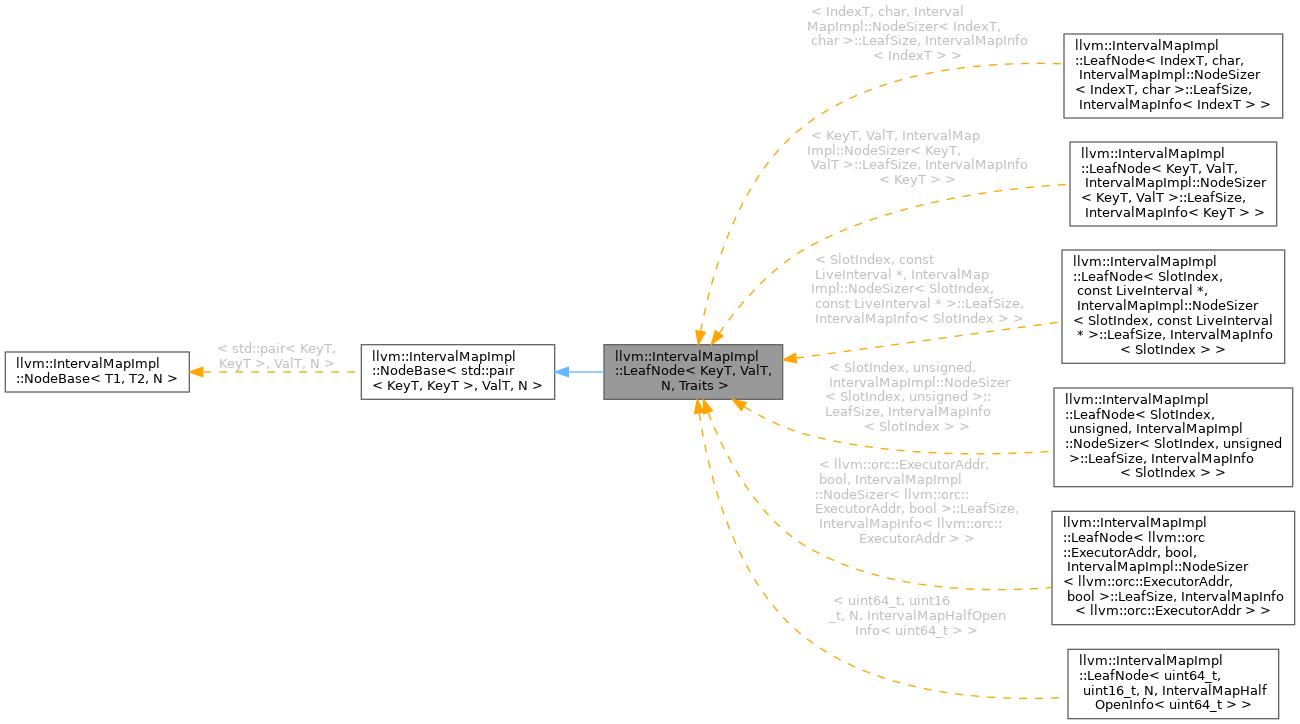 llvm::IntervalMapImpl
::NodeBase< T1, T2, N >
< std::pair< KeyT,
KeyT >, ValT, N >
llvm::IntervalMapImpl
::NodeBase< std::pair
< KeyT, KeyT >, ValT, N >
llvm::IntervalMapImpl
::LeafNode< KeyT, ValT,
N, Traits >
< IndexT, char, Interval
MapImpl::NodeSizer< IndexT,
char >::LeafSize, IntervalMapInfo
< IndexT > >
llvm::IntervalMapImpl
::LeafNode< IndexT, char,
IntervalMapImpl::NodeSizer
< IndexT, char >::LeafSize,
IntervalMapInfo< IndexT > >
< KeyT, ValT, IntervalMap
Impl::NodeSizer< KeyT,
ValT >::LeafSize, IntervalMapInfo
< KeyT > >
llvm::IntervalMapImpl
::LeafNode< KeyT, ValT,
IntervalMapImpl::NodeSizer
< KeyT, ValT >::LeafSize,
IntervalMapInfo< KeyT > >
< SlotIndex, const
LiveInterval *, IntervalMap
Impl::NodeSizer< SlotIndex,
const LiveInterval * >::LeafSize,
IntervalMapInfo< SlotIndex > >
llvm::IntervalMapImpl
::LeafNode< SlotIndex,
const LiveInterval *,
IntervalMapImpl::NodeSizer
< SlotIndex, const LiveInterval
* >::LeafSize, IntervalMapInfo
< SlotIndex > >
< SlotIndex, unsigned,
IntervalMapImpl::NodeSizer
< SlotIndex, unsigned >::
LeafSize, IntervalMapInfo
< SlotIndex > >
llvm::IntervalMapImpl
::LeafNode< SlotIndex,
unsigned, IntervalMapImpl
::NodeSizer< SlotIndex, unsigned
>::LeafSize, IntervalMapInfo
< SlotIndex > >
< llvm::orc::ExecutorAddr,
bool, IntervalMapImpl
::NodeSizer< llvm::orc::
ExecutorAddr, bool >::LeafSize,
IntervalMapInfo< llvm::orc::
ExecutorAddr > >
llvm::IntervalMapImpl
::LeafNode< llvm::orc
::ExecutorAddr, bool,
IntervalMapImpl::NodeSizer
< llvm::orc::ExecutorAddr,
bool >::LeafSize, IntervalMapInfo
< llvm::orc::ExecutorAddr > >
< uint64_t, uint16
_t, N, IntervalMapHalfOpen
Info< uint64_t > >
llvm::IntervalMapImpl
::LeafNode< uint64_t,
uint16_t, N, IntervalMapHalf
OpenInfo< uint64_t > >